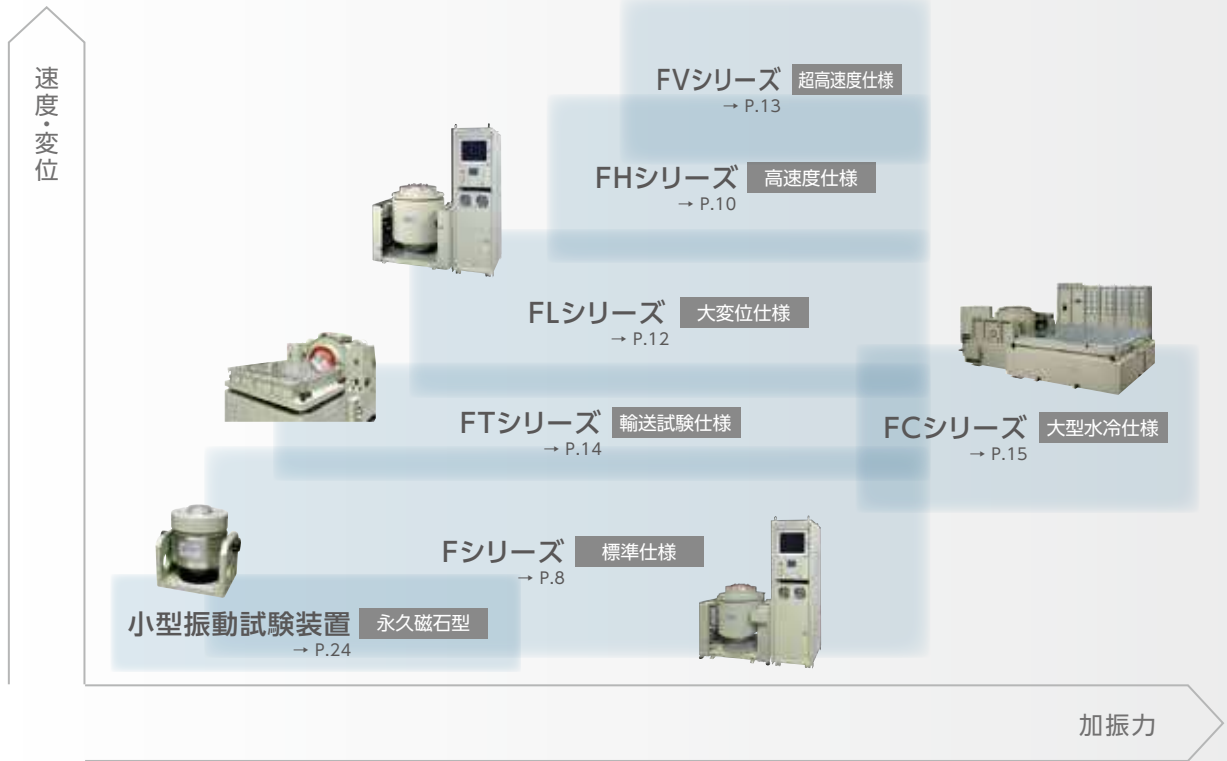 速度・変位
FVシリーズ 超高速度仕様
→ P.13
FHシリーズ 高速度仕様
→ P.10
FLシリーズ 大変位仕様
→ P.12
FTシリーズ 輸送試験仕様
→ P.14
FCシリーズ 大型水冷仕様
→ P.15
Fシリーズ 標準仕様
→ P.8
小型振動試験装置 永久磁石型
→ P.24
加振力